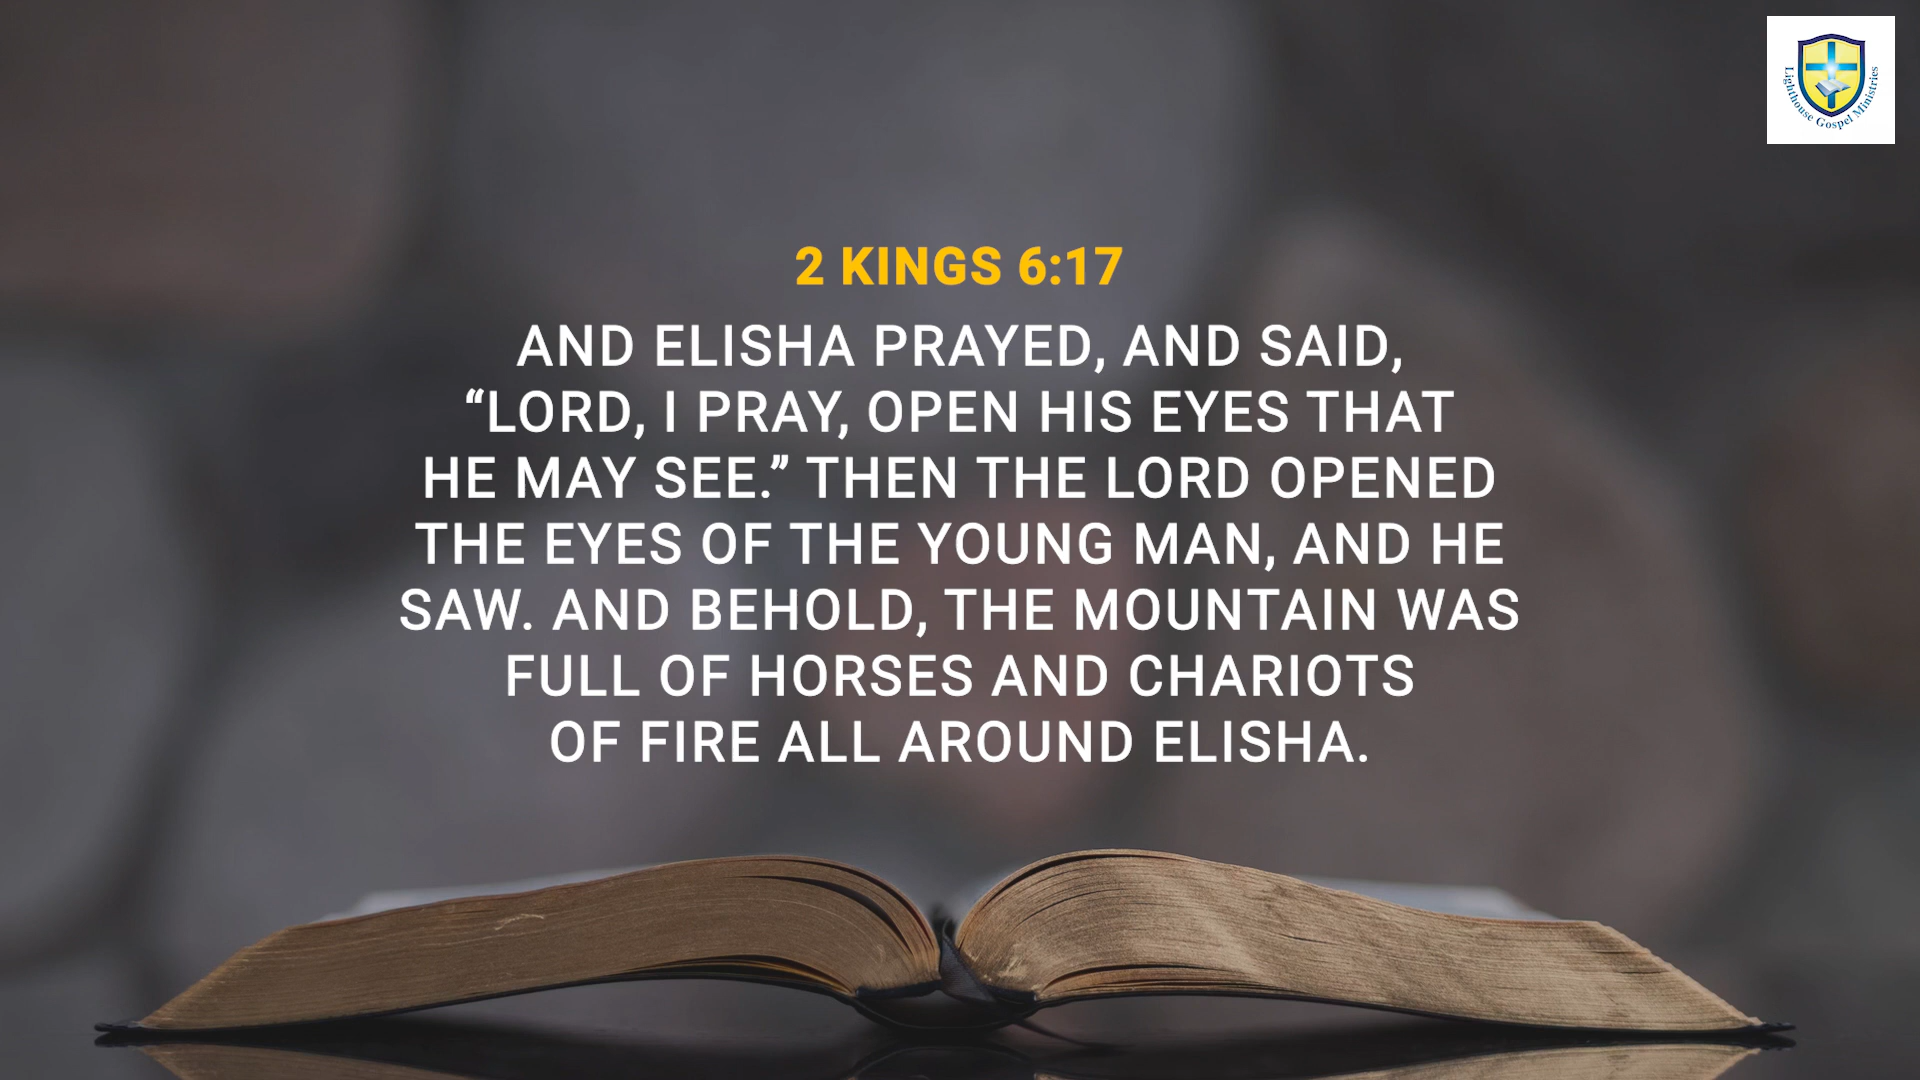 Lighthouse Gospel Ministries
2 KINGS 6:17
AND ELISHA PRAYED, AND SAID,
“LORD, I PRAY, OPEN HIS EYES THAT
HE MAY SEE.” THEN THE LORD OPENED
THE EYES OF THE YOUNG MAN, AND HE
SAW. AND BEHOLD, THE MOUNTAIN WAS
FULL OF HORSES AND CHARIOTS
OF FIRE ALL AROUND ELISHA.